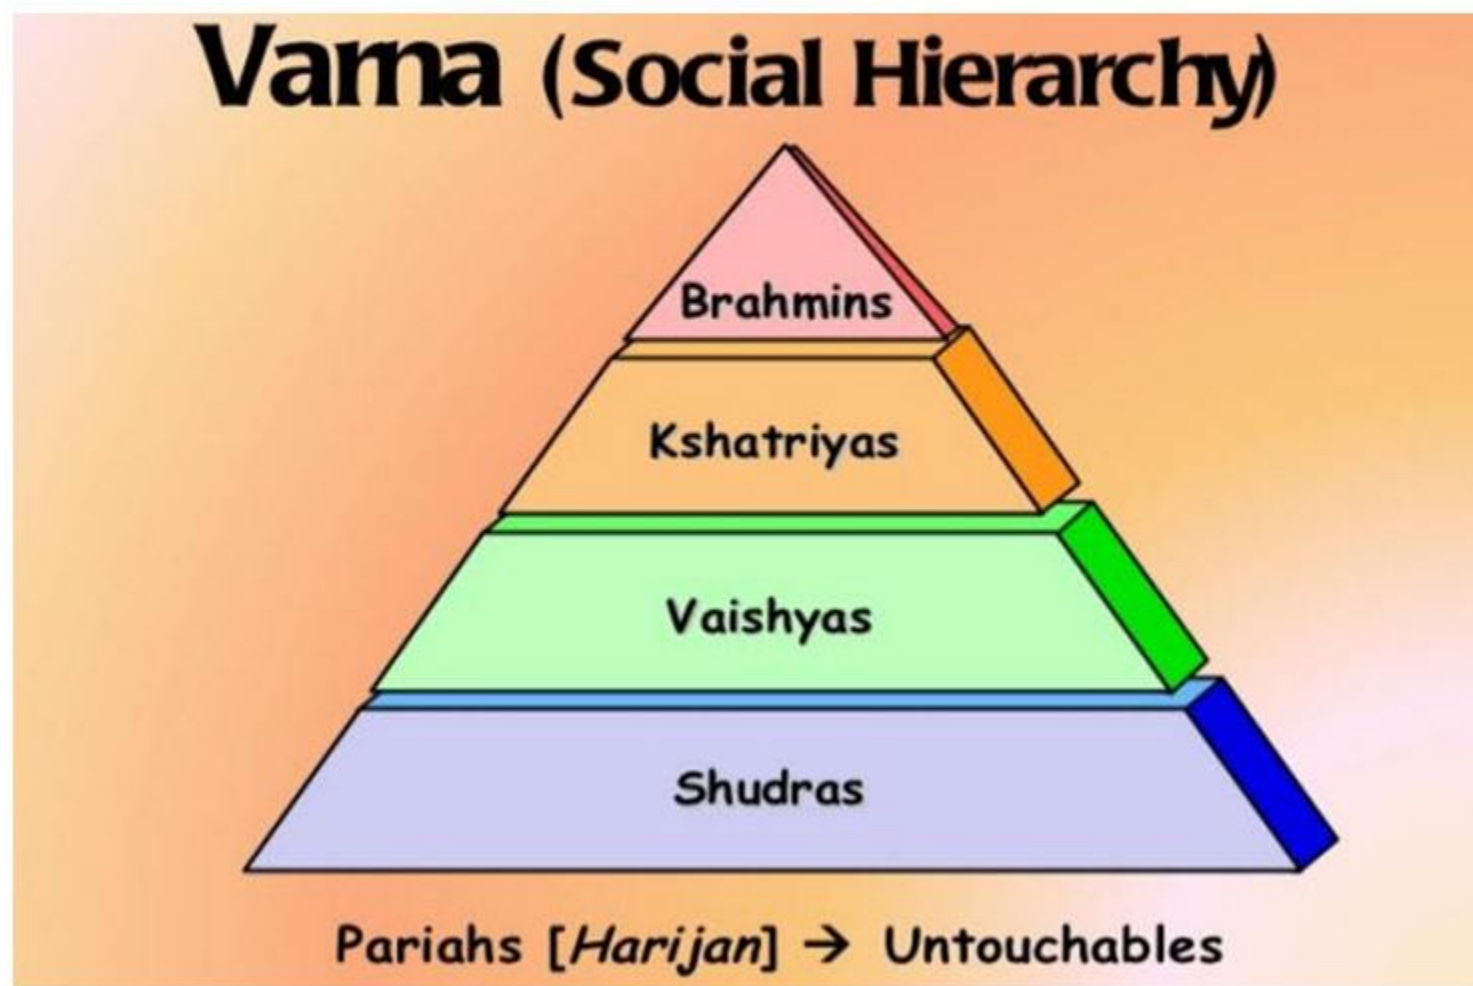 Varna (Social Hierarchy)
Brahmins
Kshatriyas
Vaishyas
Shudras
Pariahs [Harijan] → Untouchables